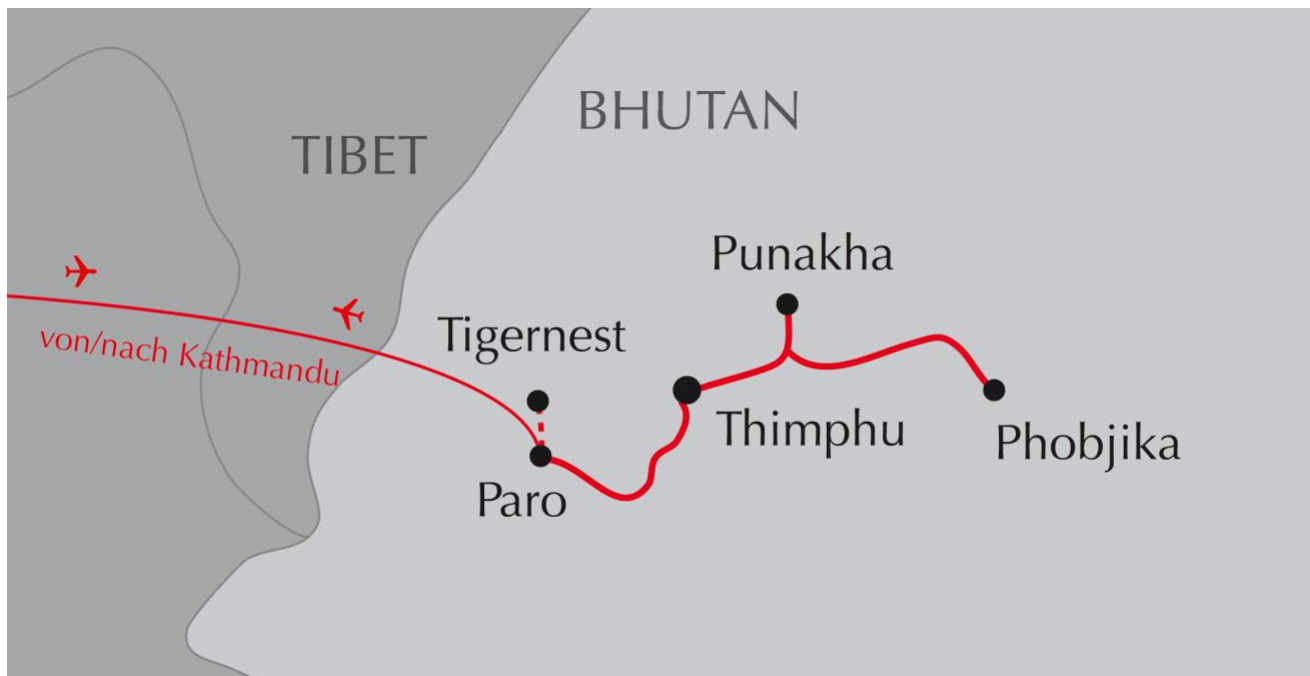 BHUTAN
TIBET
Punakha
Tigernest
von/nach Kathmandu
Thimphu
Phobjika
Paro